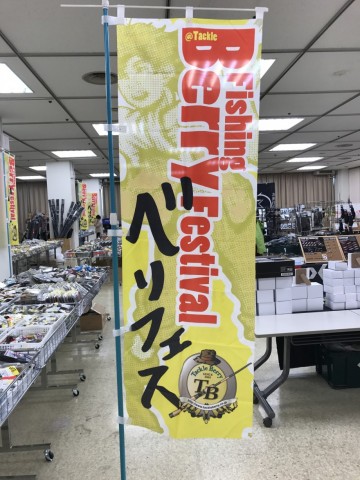 @Tackle
Berry Festival
Fishing
ベリフェス
Tackle Berry
TB